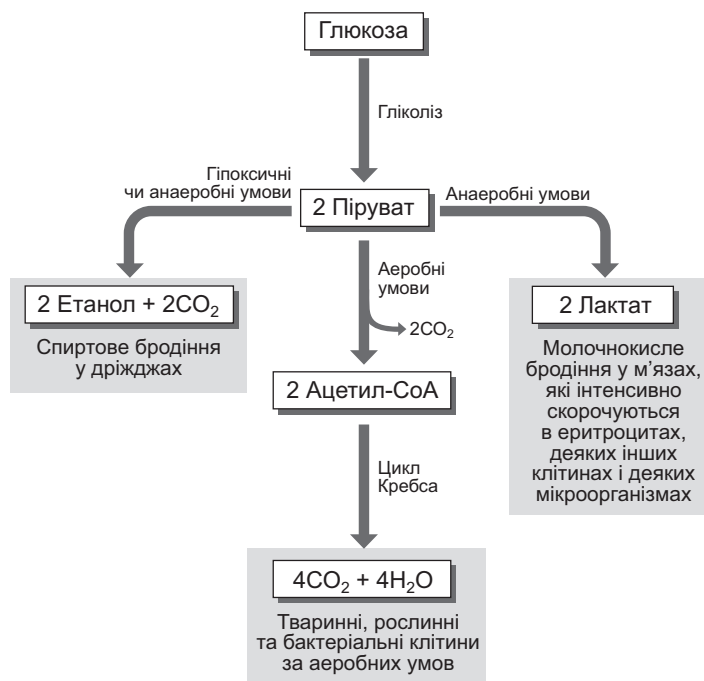 Глюкоза
Гліколіз
Гіпоксичні
чи анаеробні умови
2 Піруват
Анаеробні умови
Аеробні
умови
2CO₂
2 Етанол + 2CO₂
Спиртове бродіння
у дріжджах
2 Лактат
Молочнокисле
бродіння у м’язах,
які інтенсивно
скорочуються
в еритроцитах,
деяких інших
клітинах і деяких
мікроорганізмах
2 Ацетил-СоА
Цикл
Кребса
4CO₂ + 4H₂O
Тваринні, рослинні
та бактеріальні клітини
за аеробних умов